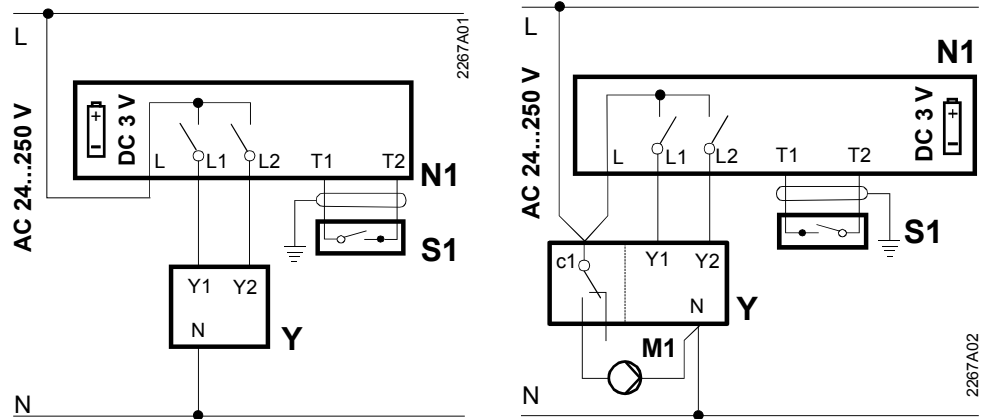 L
2267A01
AC 24...250 V
+
-
DC 3 V
L
L1
L2
T1
T2
N1
S1
Y1
Y2
N
Y
N
L
N1
AC 24...250 V
L
L1
L2
T1
T2
DC 3 V
+
-
S1
c1
Y1
Y2
N
Y
M1
N
2267A02